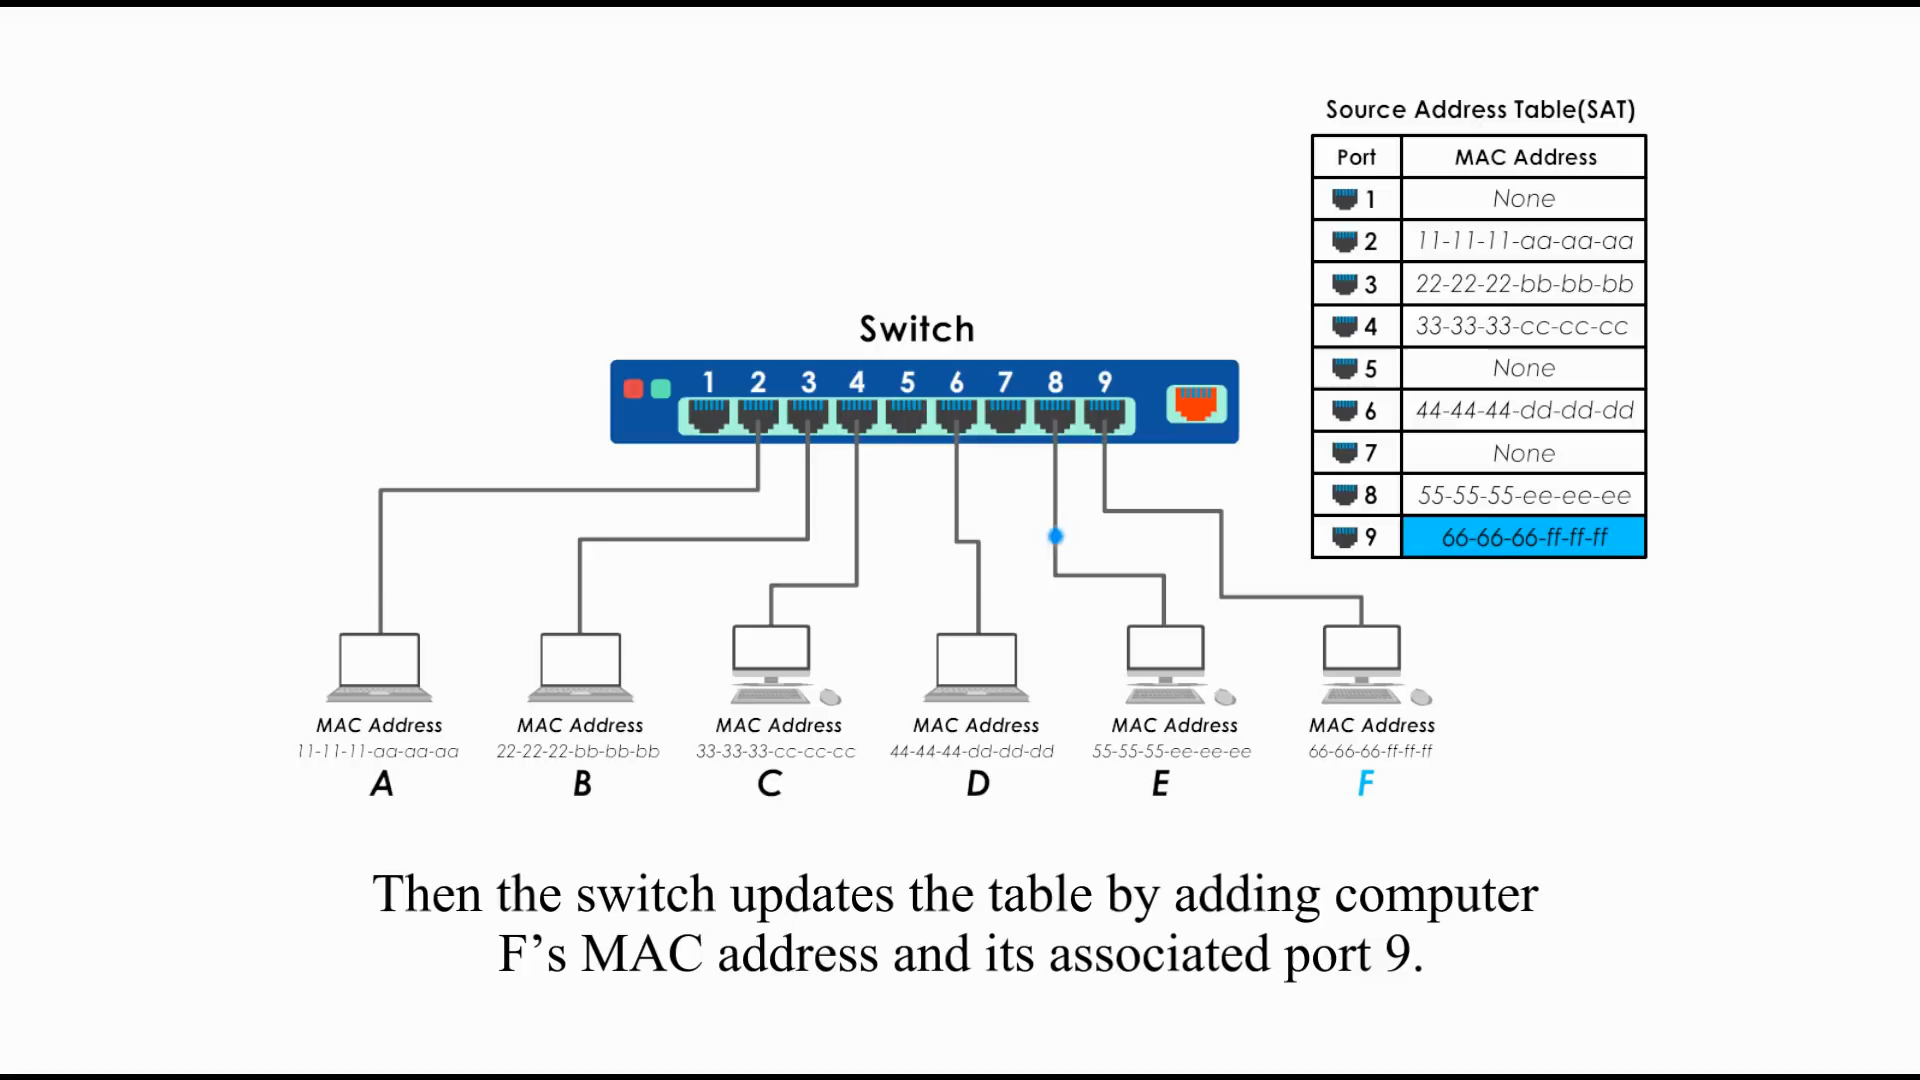 Source Address Table(SAT)
Port MAC Address
1 None
2 11-11-11-aa-aa-aa
3 22-22-22-bb-bb-bb
4 33-33-33-cc-cc-cc
5 None
6 44-44-44-dd-dd-dd
7 None
8 55-55-55-ee-ee-ee
9 66-66-66-ff-ff-ff
Switch
1 2 3 4 5 6 7 8 9
MAC Address MAC Address MAC Address MAC Address MAC Address MAC Address
11-11-11-aa-aa-aa 22-22-22-bb-bb-bb 33-33-33-cc-cc-cc 44-44-44-dd-dd-dd 55-55-55-ee-ee-ee 66-66-66-ff-ff-ff
A B C D E F
Then the switch updates the table by adding computer
F’s MAC address and its associated port 9.